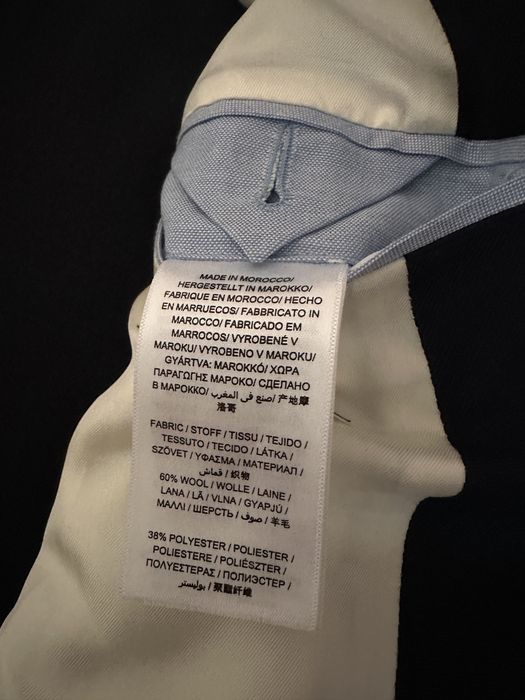 MADE IN MOROCCO/
HERGESTELLT IN MAROKKO/
FABRIQUE EN MOROCCO/ HECHO
EN MARRUECOS/ FABBRICATO IN
MAROCCO/ FABRICADO EM
MARROCOS/ VYROBENÉ V
MAROKU/ VYROBENO V MAROKU/
GYÁRTVA: MAROKKÓ/ ΧΩΡΑ
ΠΑΡΑΓΩΓΗΣ ΜΑΡΟΚΟ/ СДЕЛАНО
В МАРОККО/ صنع في المغرب/ 产地摩
洛哥
FABRIC / STOFF / TISSU / TEJIDO /
TESSUTO / TECIDO / LÁTKA /
SZÖVET / ΥΦΑΣΜΑ / МАТЕРИАЛ /
قماش / 织物
60% WOOL / WOLLE / LAINE /
LANA / LÃ / VLNA / GYAPJÚ /
ΜΑΛΛΙ / ШЕРСТЬ / صوف / 羊毛
38% POLYESTER / POLIESTER /
POLIESTERE / POLIÉSZTER /
ΠΟΛΥΕΣΤΕΡΑΣ / ПОЛИЭСТЕР /
بوليستر / 聚酯纤维